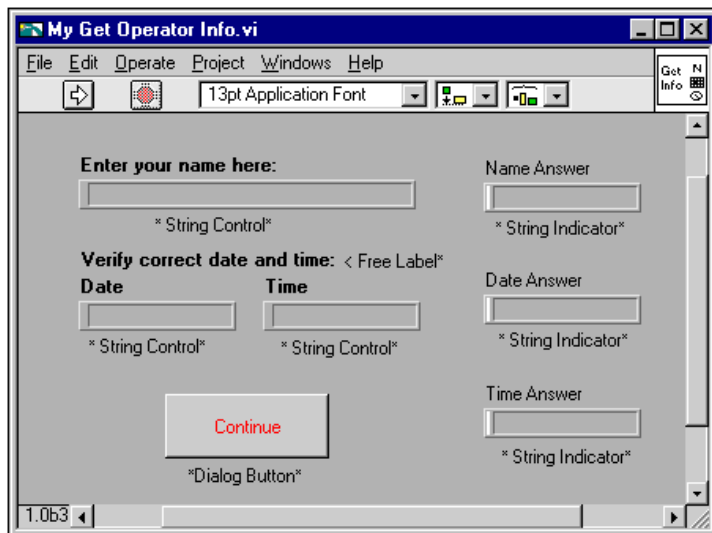 My Get Operator Info.vi
File Edit Operate Project Windows Help
13pt Application Font
Get Info N
Enter your name here:
* String Control*
Name Answer
* String Indicator*
Verify correct date and time: < Free Label*
Date
Time
* String Control*
* String Control*
Date Answer
* String Indicator*
Continue
*Dialog Button*
Time Answer
* String Indicator*
1.0b3